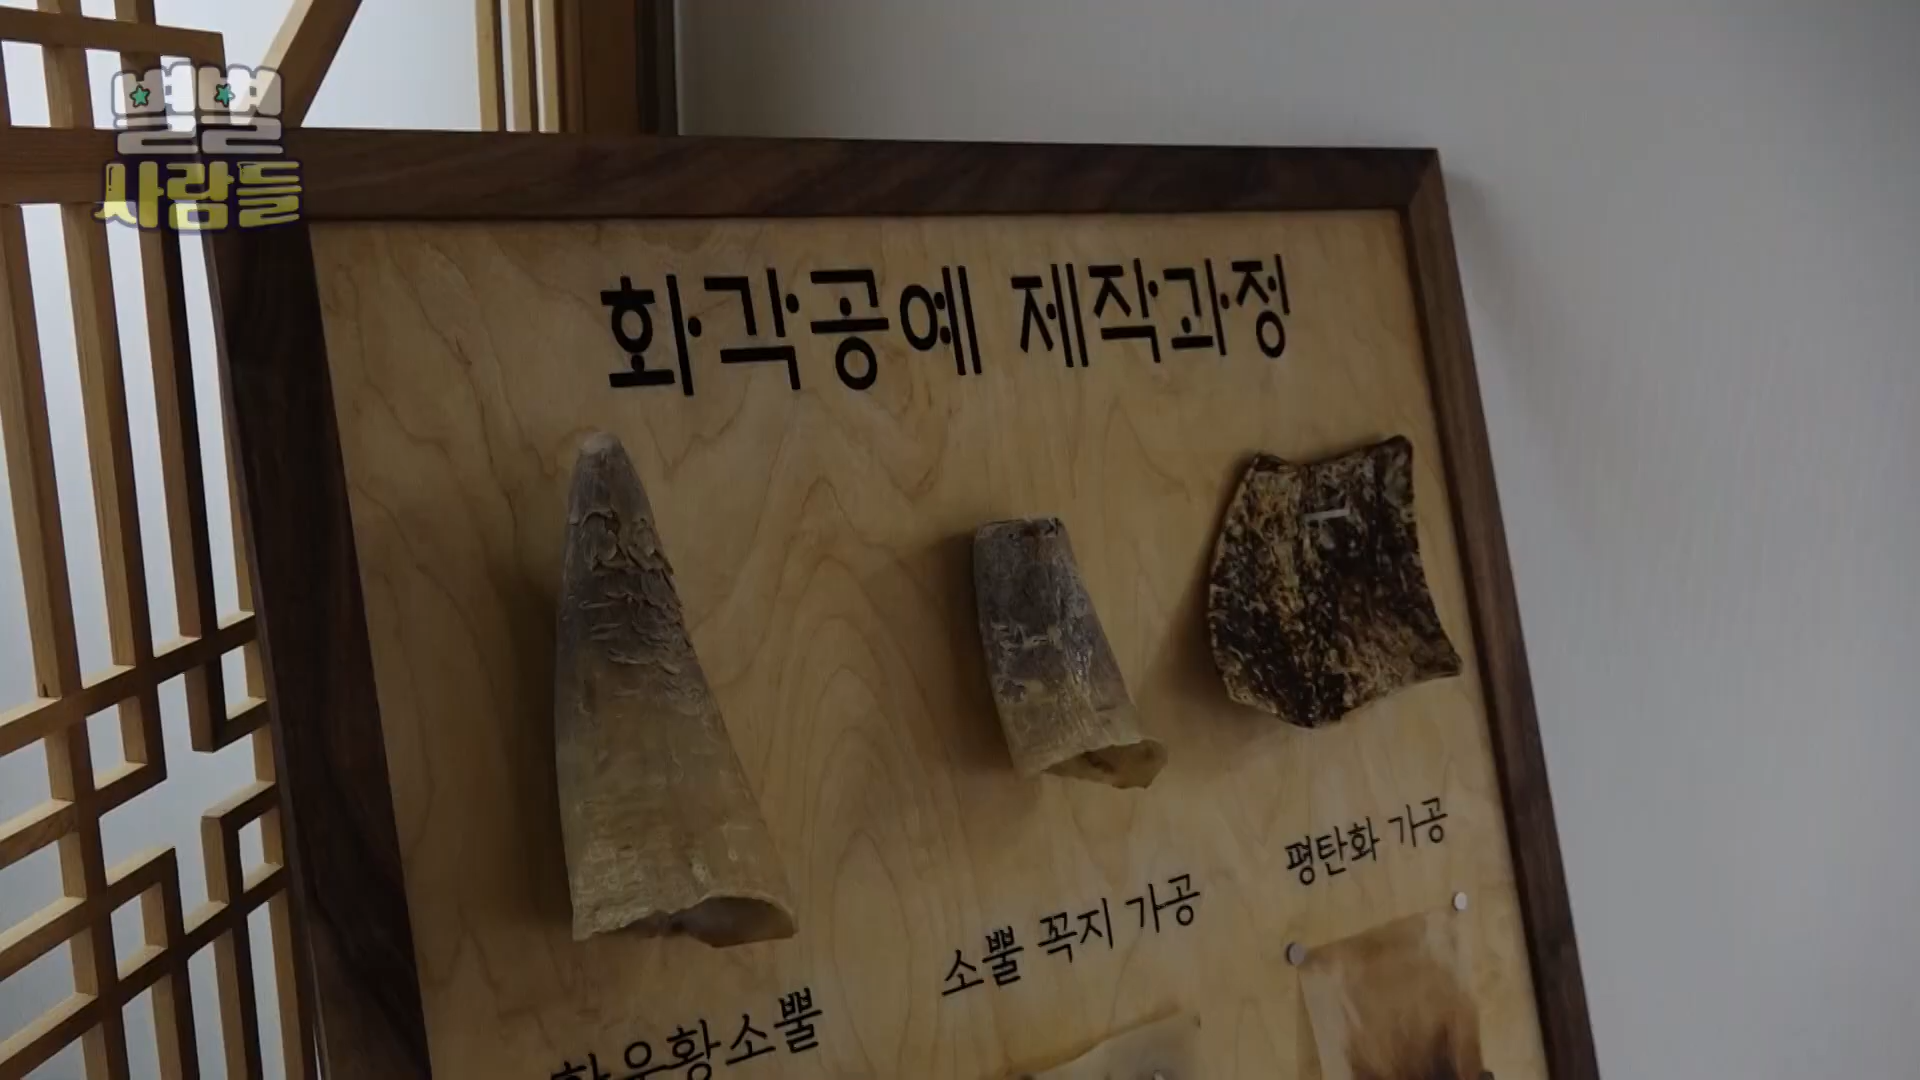 별별
사람들
화각공예 제작과정
평탄화 가공
소뿔 꼭지 가공
한우황소뿔